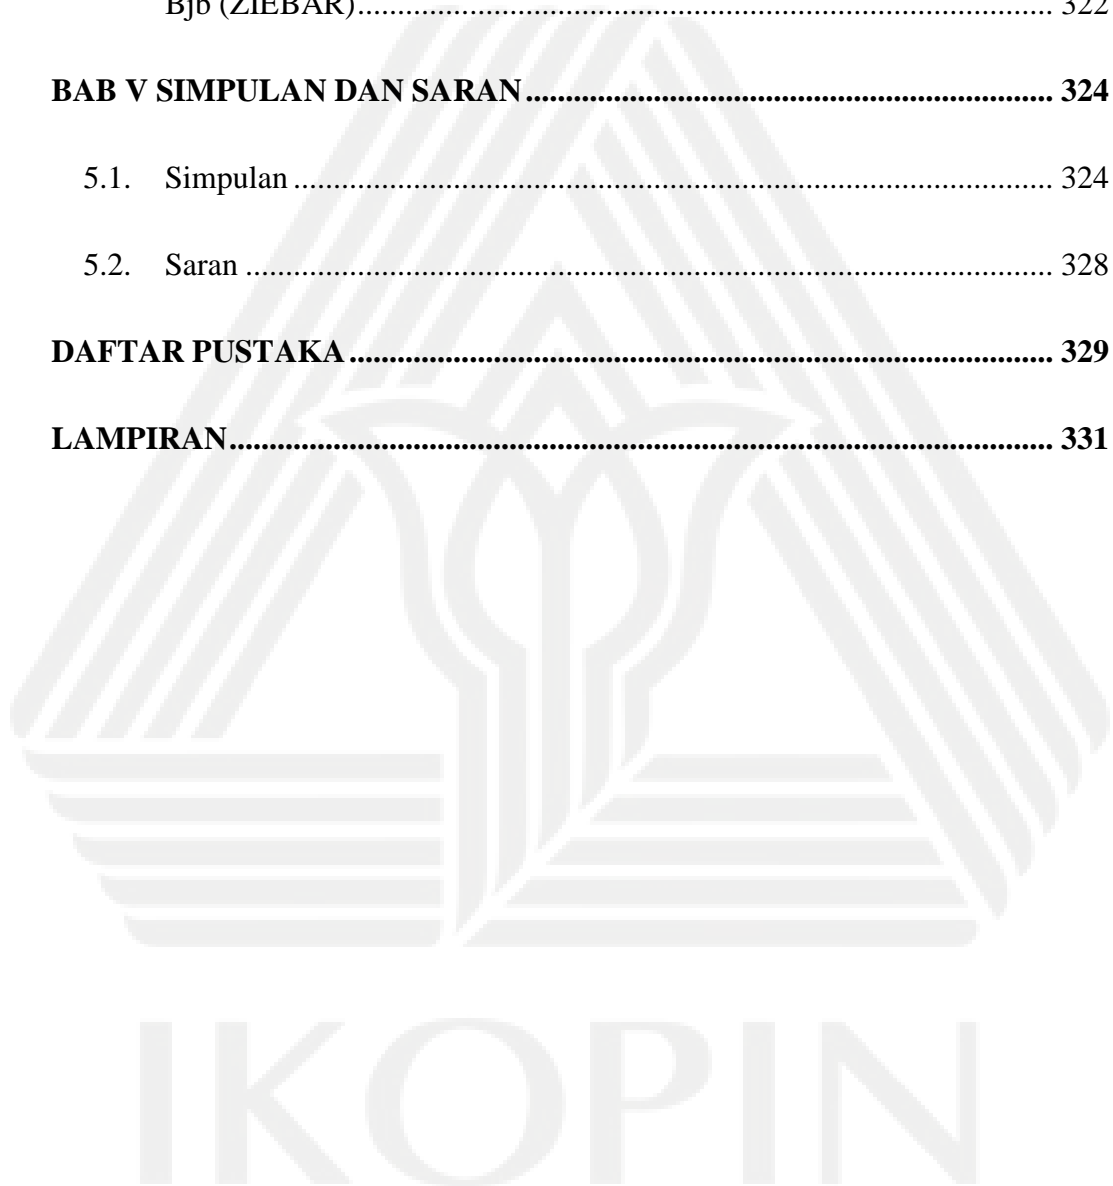 Bjb (ZIEBAR)........................................................................................ 322
BAB V SIMPULAN DAN SARAN.................................................................. 324
5.1. Simpulan................................................................................................ 324
5.2. Saran...................................................................................................... 328
DAFTAR PUSTAKA........................................................................................ 329
LAMPIRAN....................................................................................................... 331
IKOPIN